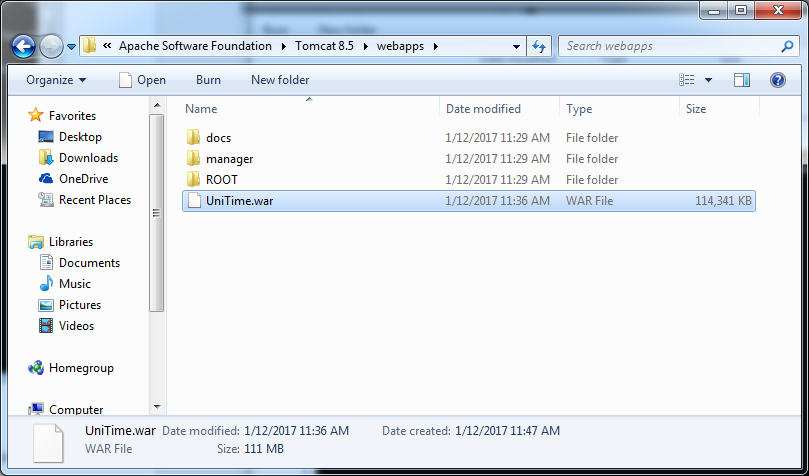 « Apache Software Foundation ▸ Tomcat 8.5 ▸ webapps ▸ Search webapps
Organize Open Burn New folder
Name Date modified Type Size
Favorites
Desktop
Downloads
OneDrive
Recent Places
Libraries
Documents
Music
Pictures
Videos
Homegroup
Computer
docs 1/12/2017 11:29 AM File folder
manager 1/12/2017 11:29 AM File folder
ROOT 1/12/2017 11:29 AM File folder
UniTime.war 1/12/2017 11:36 AM WAR File 114,341 KB
UniTime.war Date modified: 1/12/2017 11:36 AM Date created: 1/12/2017 11:47 AM
WAR File Size: 111 MB